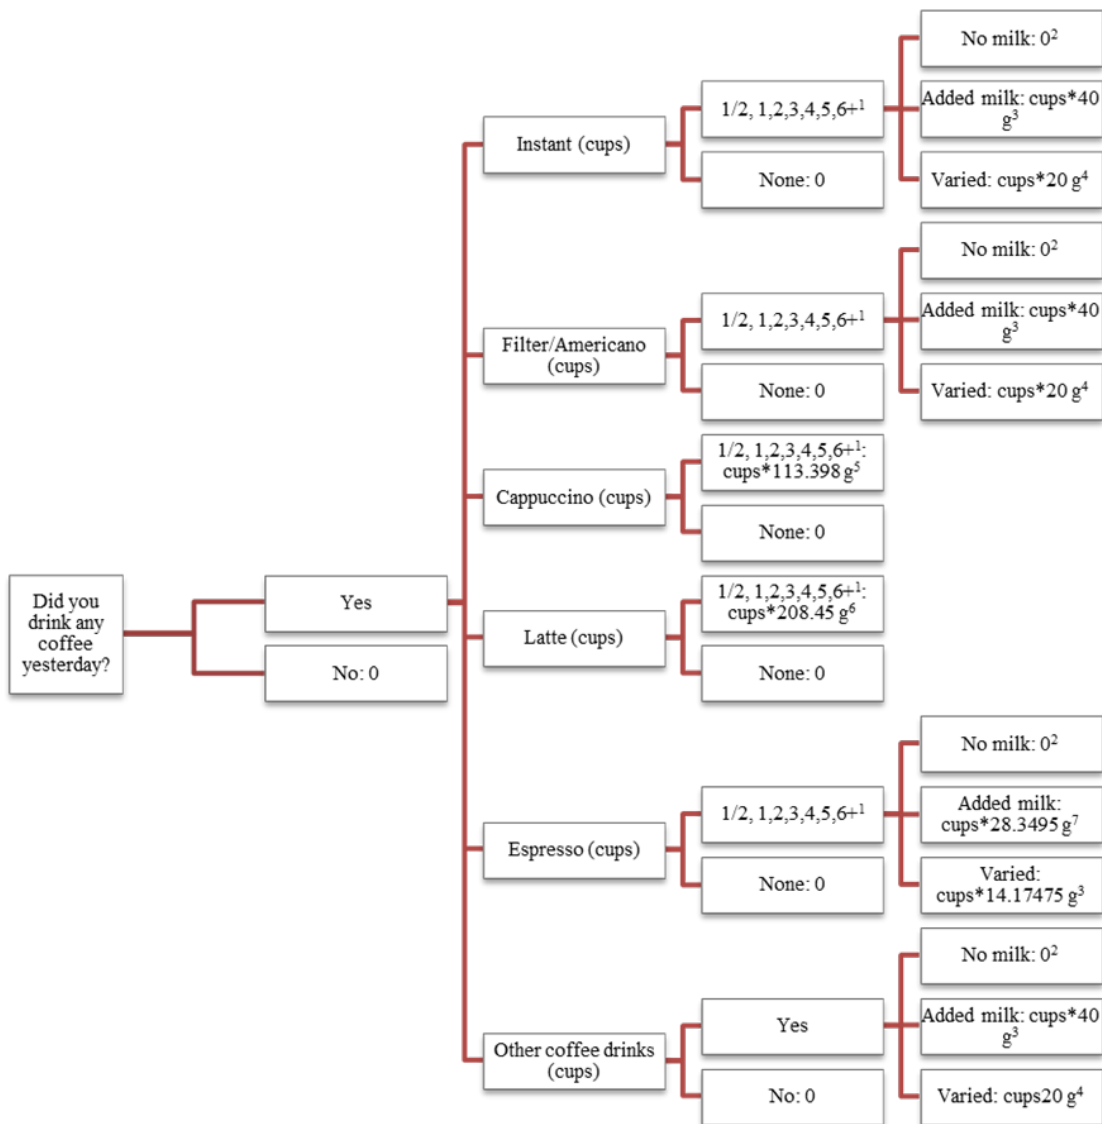 No milk: 0²
1/2, 1,2,3,4,5,6+¹
Added milk: cups*40
g³
Instant (cups)
None: 0
Varied: cups*20 g⁴
No milk: 0²
1/2, 1,2,3,4,5,6+¹
Added milk: cups*40
g³
Filter/Americano
(cups)
None: 0
Varied: cups*20 g⁴
1/2, 1,2,3,4,5,6+¹:
cups*113.398 g⁵
Cappuccino (cups)
None: 0
Did you
drink any
coffee
yesterday?
Yes
No: 0
1/2, 1,2,3,4,5,6+¹:
cups*208.45 g⁶
Latte (cups)
None: 0
No milk: 0²
1/2, 1,2,3,4,5,6+¹
Added milk:
cups*28.3495 g⁷
Espresso (cups)
None: 0
Varied:
cups*14.17475 g³
No milk: 0²
Yes
Added milk: cups*40
g³
Other coffee drinks
(cups)
No: 0
Varied: cups20 g⁴